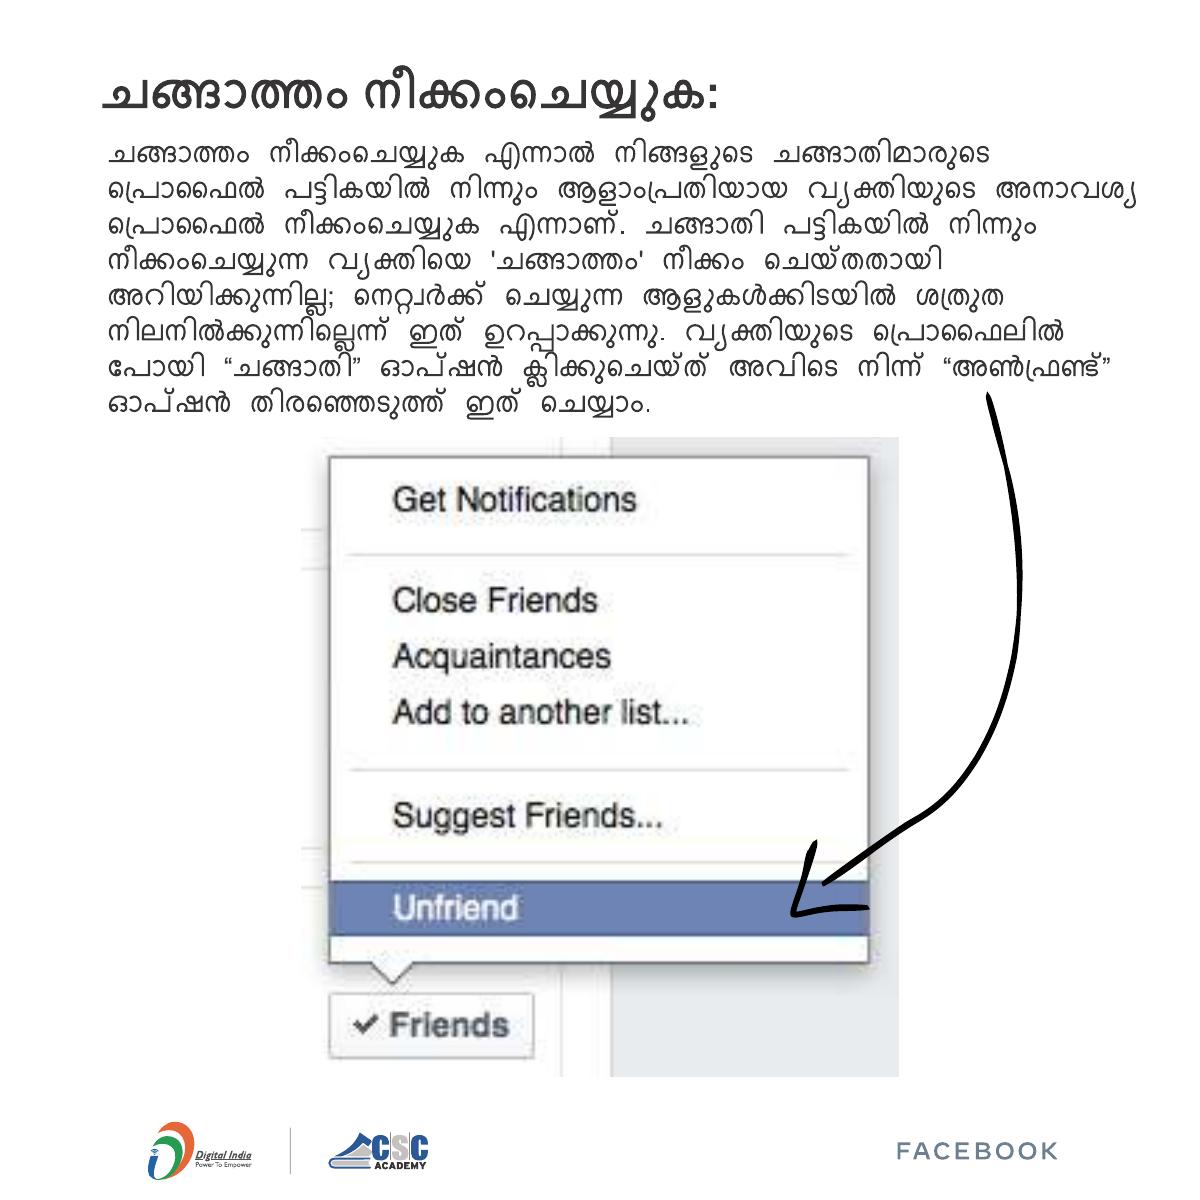 ചങ്ങാത്തം നീക്കംചെയ്യുക:
ചങ്ങാത്തം നീക്കംചെയ്യുക എന്നാൽ നിങ്ങളുടെ ചങ്ങാതിമാരുടെ
പ്രൊഫൈൽ പട്ടികയിൽ നിന്നും ആളാംപ്രതിയായ വ്യക്തിയുടെ അനാവശ്യ
പ്രൊഫൈൽ നീക്കംചെയ്യുക എന്നാണ്. ചങ്ങാതി പട്ടികയിൽ നിന്നും
നീക്കംചെയ്യുന്ന വ്യക്തിയെ 'ചങ്ങാത്തം' നീക്കം ചെയ്തതായി
അറിയിക്കുന്നില്ല; നെറ്റ്വർക്ക് ചെയ്യുന്ന ആളുകൾക്കിടയിൽ ശത്രുത
നിലനിൽക്കുന്നില്ലെന്ന് ഇത് ഉറപ്പാക്കുന്നു. വ്യക്തിയുടെ പ്രൊഫൈലിൽ
പോയി “ചങ്ങാതി” ഓപ്ഷൻ ക്ലിക്കുചെയ്ത് അവിടെ നിന്ന് “അൺഫ്രണ്ട്”
ഓപ്ഷൻ തിരഞ്ഞെടുത്ത് ഇത് ചെയ്യാം.
Get Notifications
Close Friends
Acquaintances
Add to another list...
Suggest Friends...
Unfriend
Friends
Digital India
Power To Empower
CSC
ACADEMY
FACEBOOK